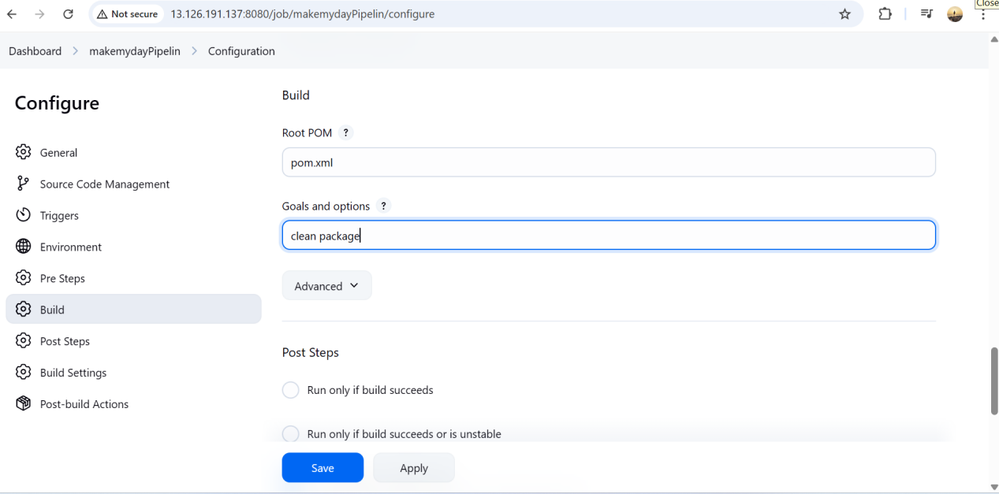 Close
Not secure 13.126.191.137:8080/job/makemydayPipelin/configure
Dashboard > makemydayPipelin > Configuration
Configure
General
Source Code Management
Triggers
Environment
Pre Steps
Build
Post Steps
Build Settings
Post-build Actions
Build
Root POM ?
pom.xml
Goals and options ?
clean package
Advanced
Post Steps
Run only if build succeeds
Run only if build succeeds or is unstable
Save Apply